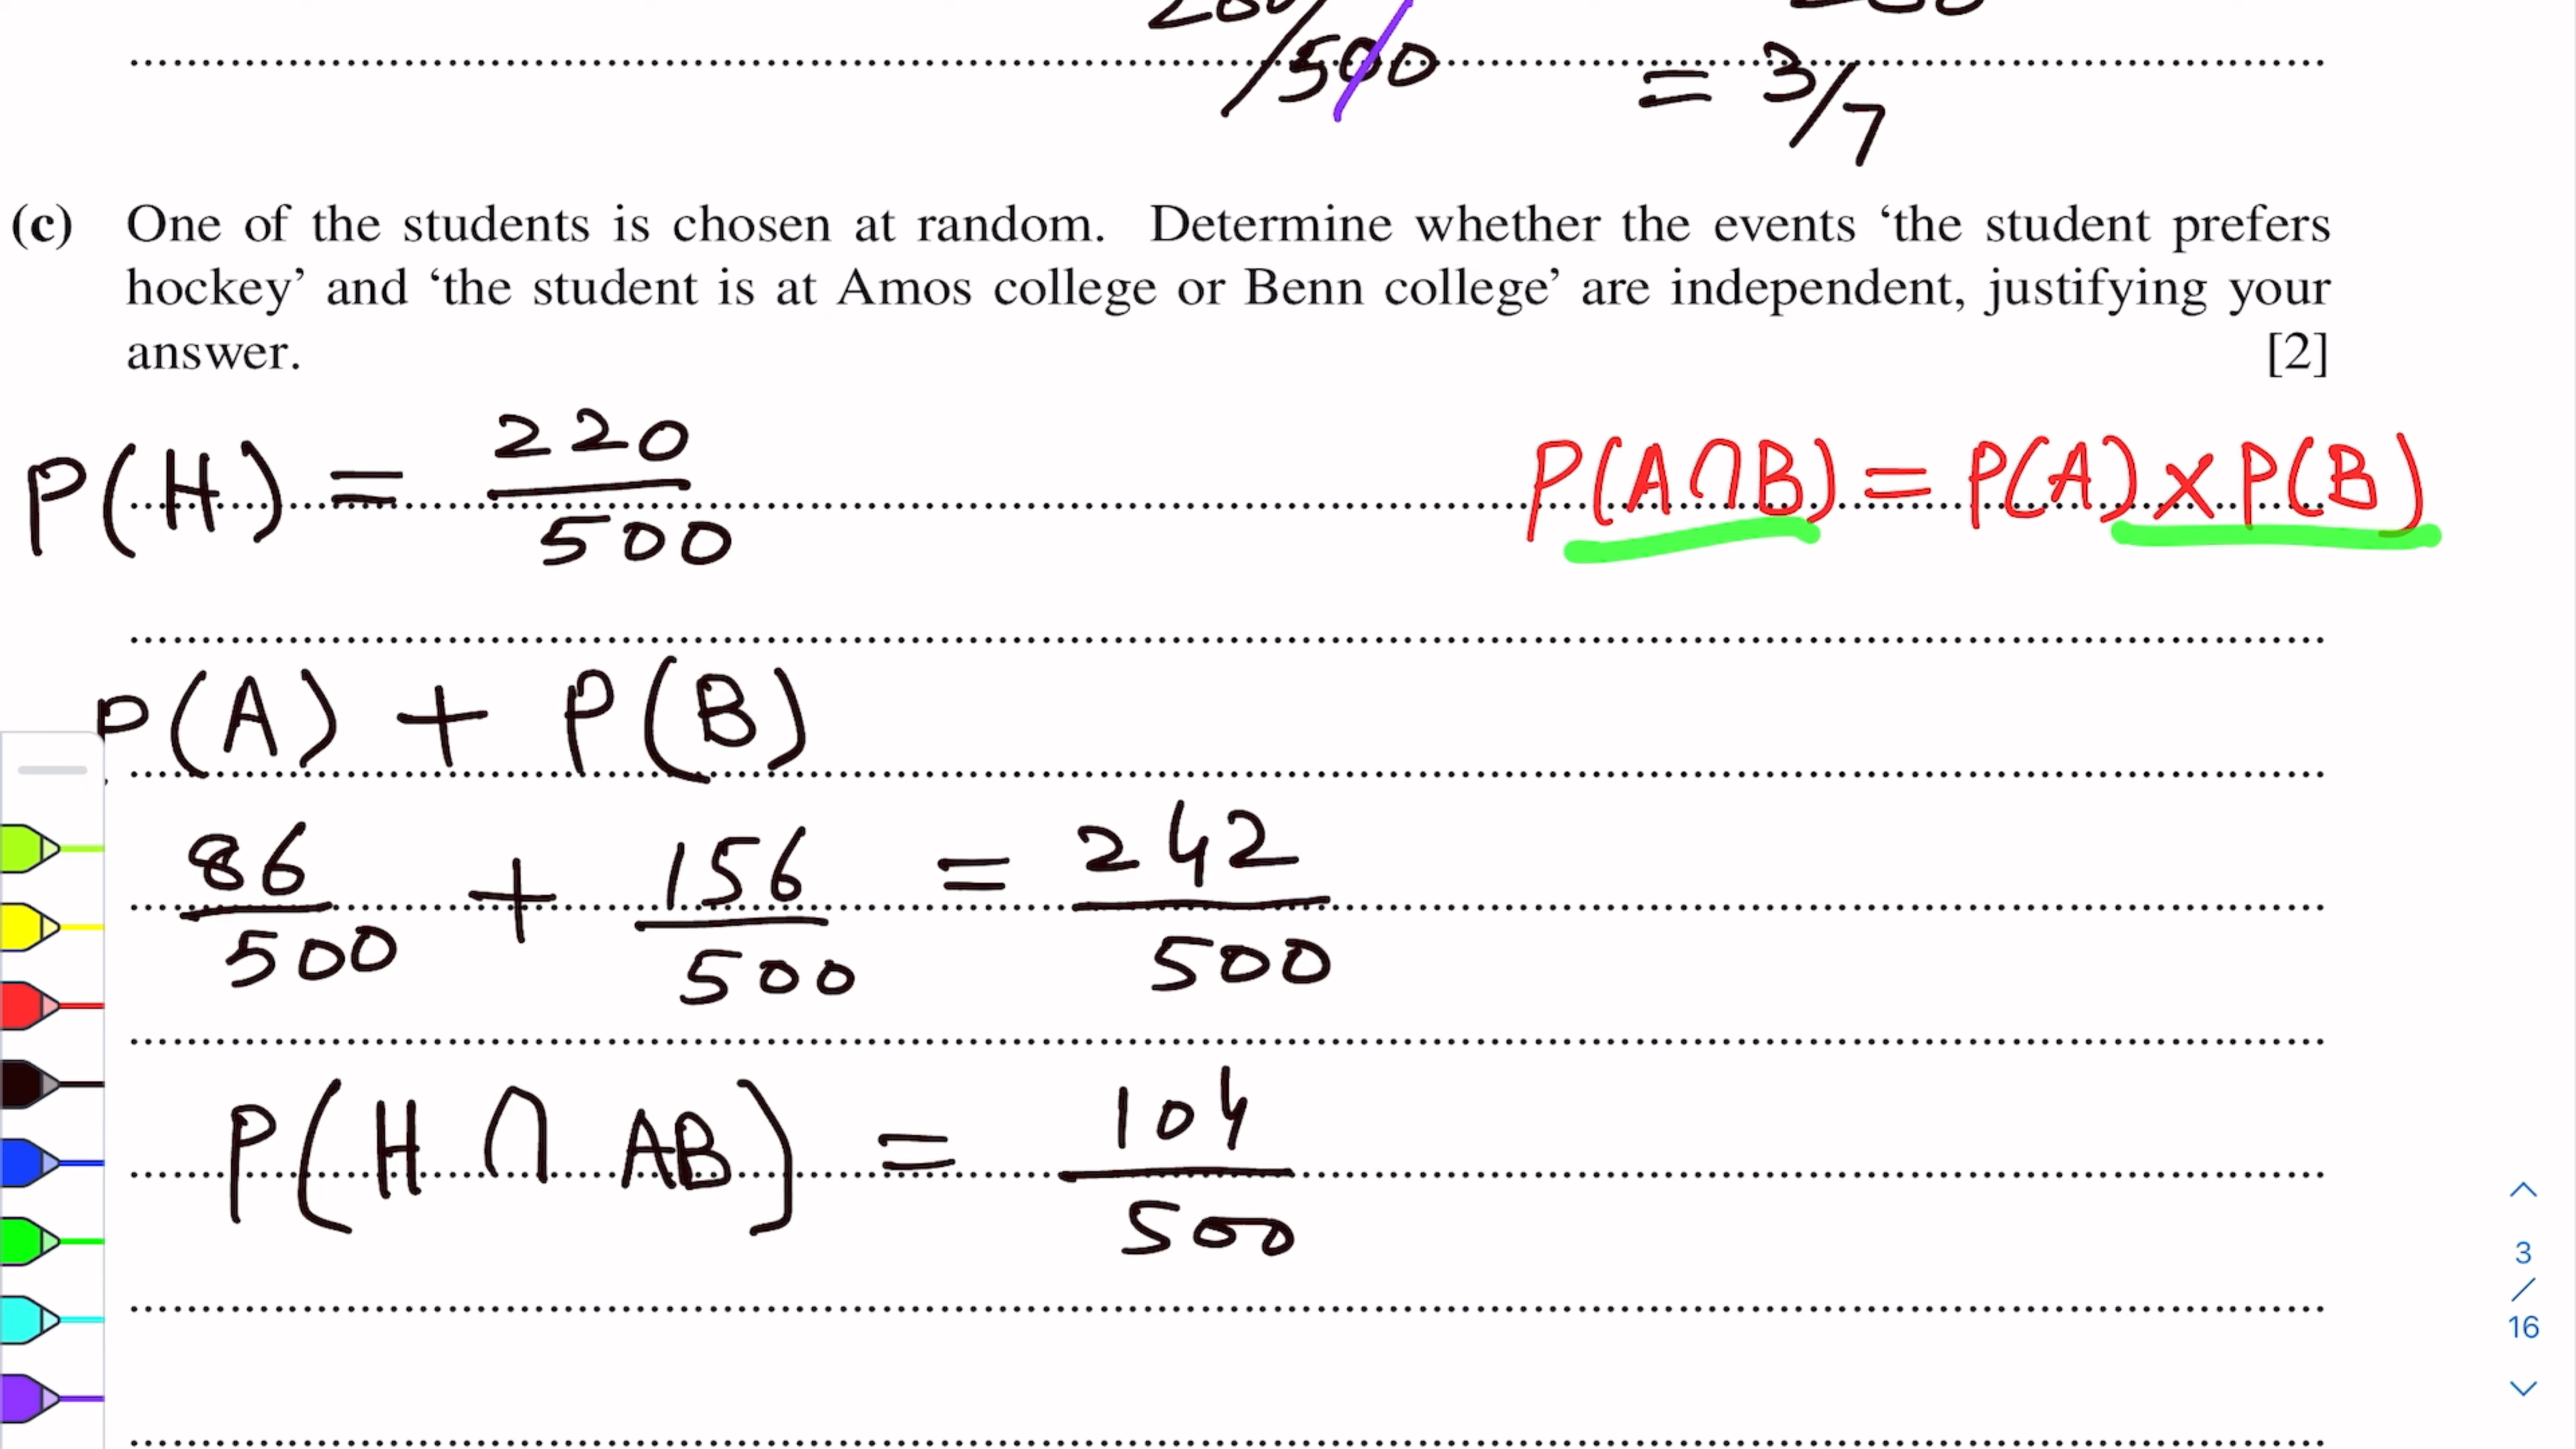 /500
= 3/7
(c) One of the students is chosen at random. Determine whether the events ‘the student prefers
hockey’ and ‘the student is at Amos college or Benn college’ are independent, justifying your
answer. [2]
P(H) = 220/500
P(A∩B) = P(A) × P(B)
P(A) + P(B)
86/500 + 156/500 = 242/500
P(H ∩ AB) = 104/500
3
/
16